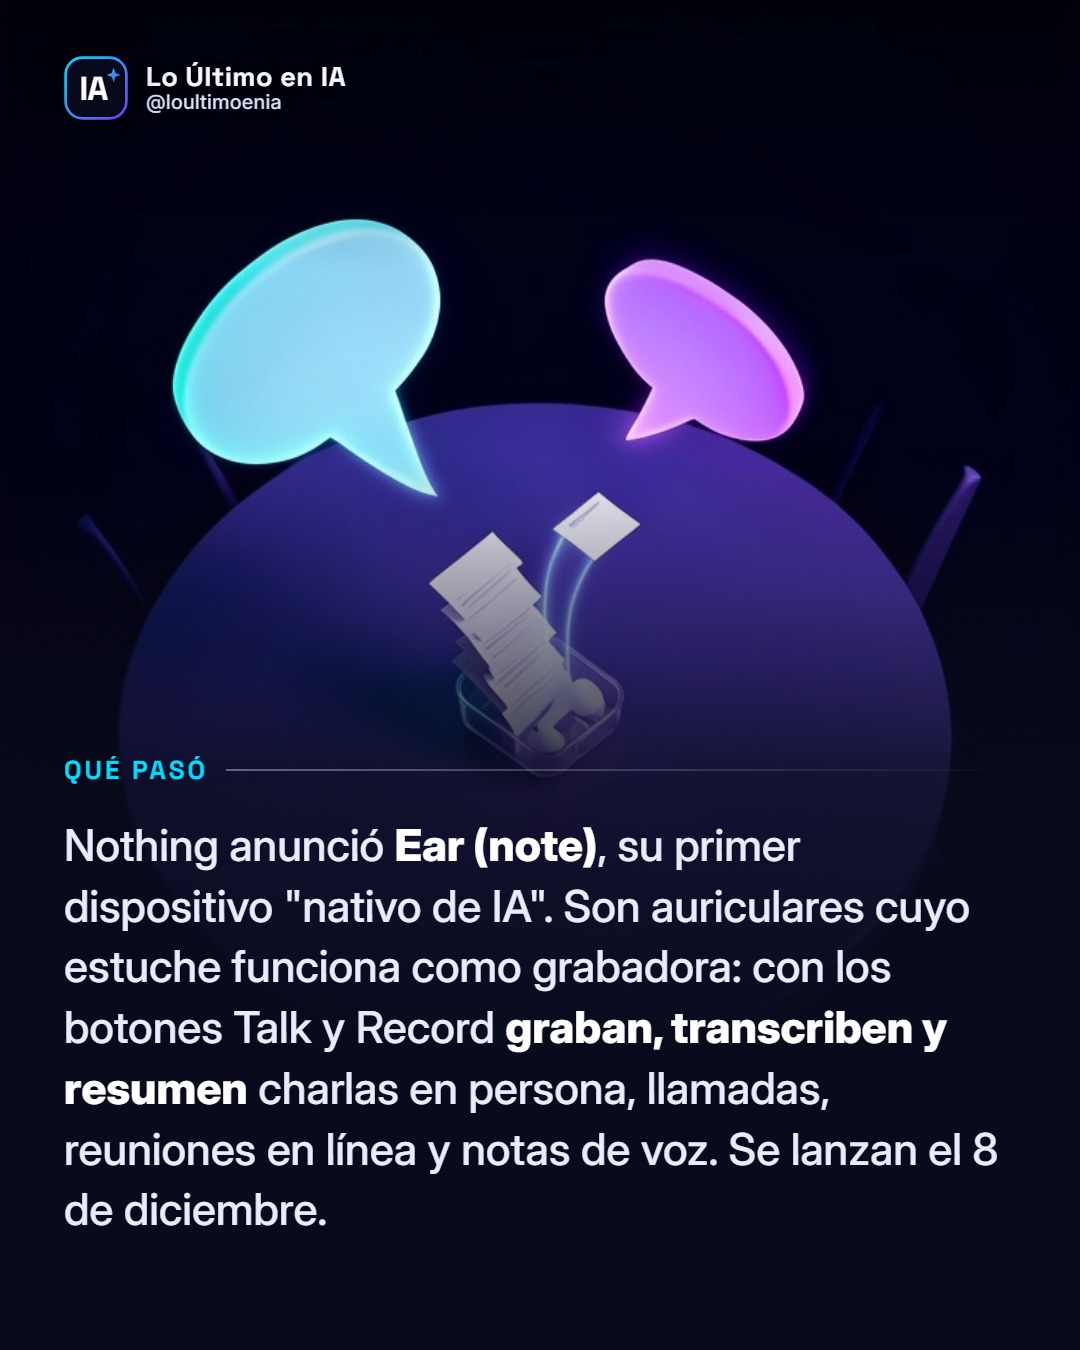 IA
Lo Último en IA
@loultimoenia
QUÉ PASÓ
Nothing anunció Ear (note), su primer
dispositivo "nativo de IA". Son auriculares cuyo
estuche funciona como grabadora: con los
botones Talk y Record graban, transcriben y
resumen charlas en persona, llamadas,
reuniones en línea y notas de voz. Se lanzan el 8
de diciembre.